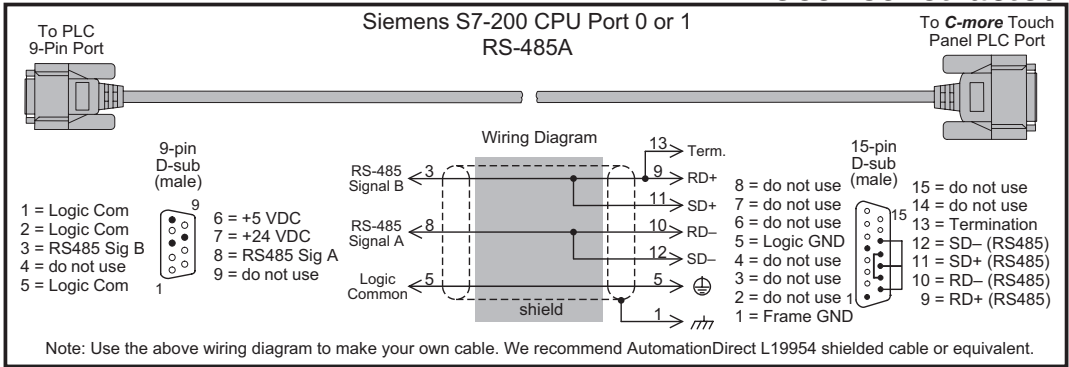 To PLC
9-Pin Port
Siemens S7-200 CPU Port 0 or 1
RS-485A
To C-more Touch
Panel PLC Port
Wiring Diagram
9-pin
D-sub
(male)
1 = Logic Com
2 = Logic Com
3 = RS485 Sig B
4 = do not use
5 = Logic Com
9
1
6 = +5 VDC
7 = +24 VDC
8 = RS485 Sig A
9 = do not use
RS-485
Signal B
3
RS-485
Signal A
8
Logic
Common
5
shield
13 Term.
9 RD+
11 SD+
10 RD–
12 SD–
5
1
8 = do not use
7 = do not use
6 = do not use
5 = Logic GND
4 = do not use
3 = do not use
2 = do not use
1 = Frame GND
15-pin
D-sub
(male)
15
1
15 = do not use
14 = do not use
13 = Termination
12 = SD– (RS485)
11 = SD+ (RS485)
10 = RD– (RS485)
9 = RD+ (RS485)
Note: Use the above wiring diagram to make your own cable. We recommend AutomationDirect L19954 shielded cable or equivalent.